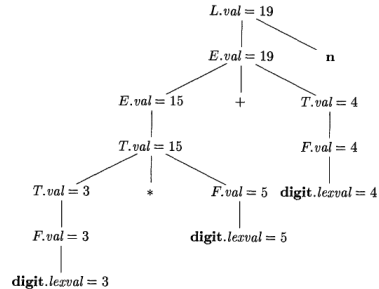 L.val = 19
E.val = 19 n
E.val = 15 + T.val = 4
T.val = 15 F.val = 4
T.val = 3 * F.val = 5 digit.lexval = 4
F.val = 3 digit.lexval = 5
digit.lexval = 3